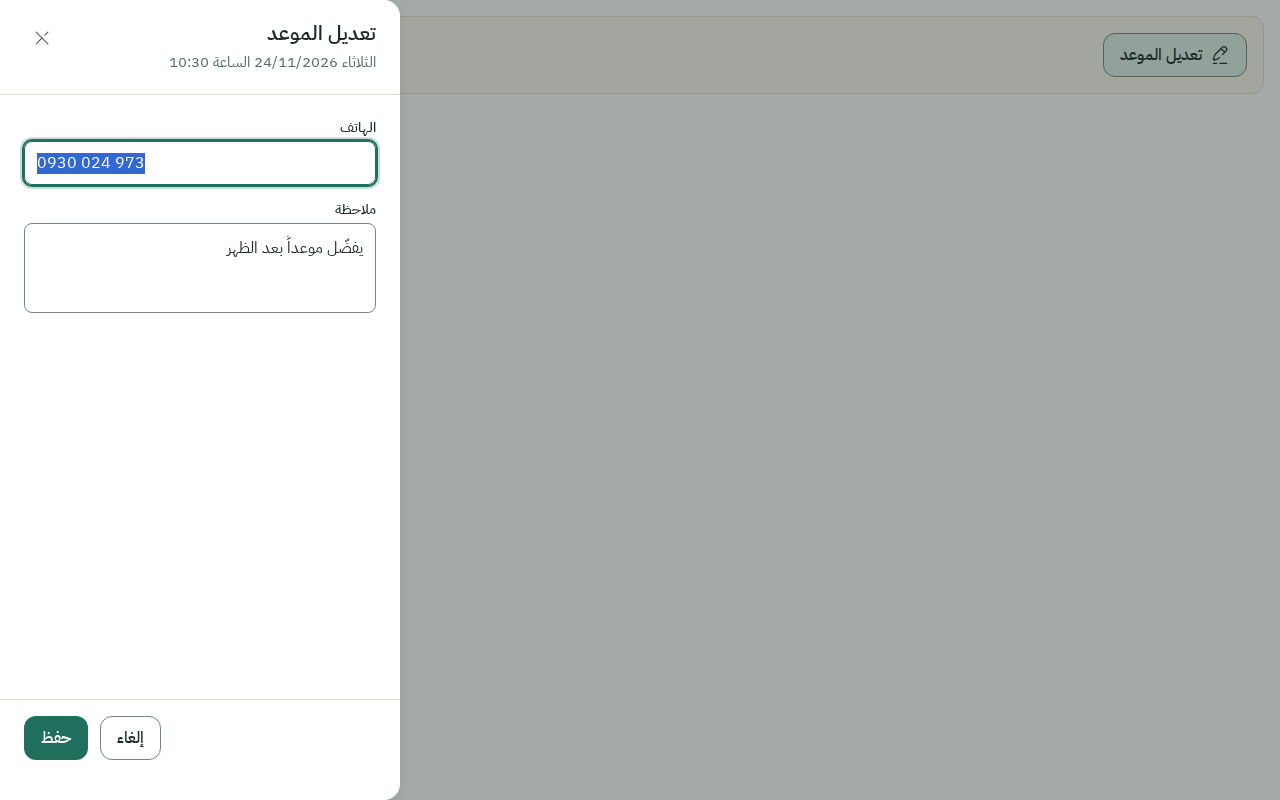 تعديل الموعد
تعديل الموعد
الثلاثاء 24/11/2026 الساعة 10:30
الهاتف
0930 024 973
ملاحظة
يفضّل موعداً بعد الظهر
إلغاء
حفظ